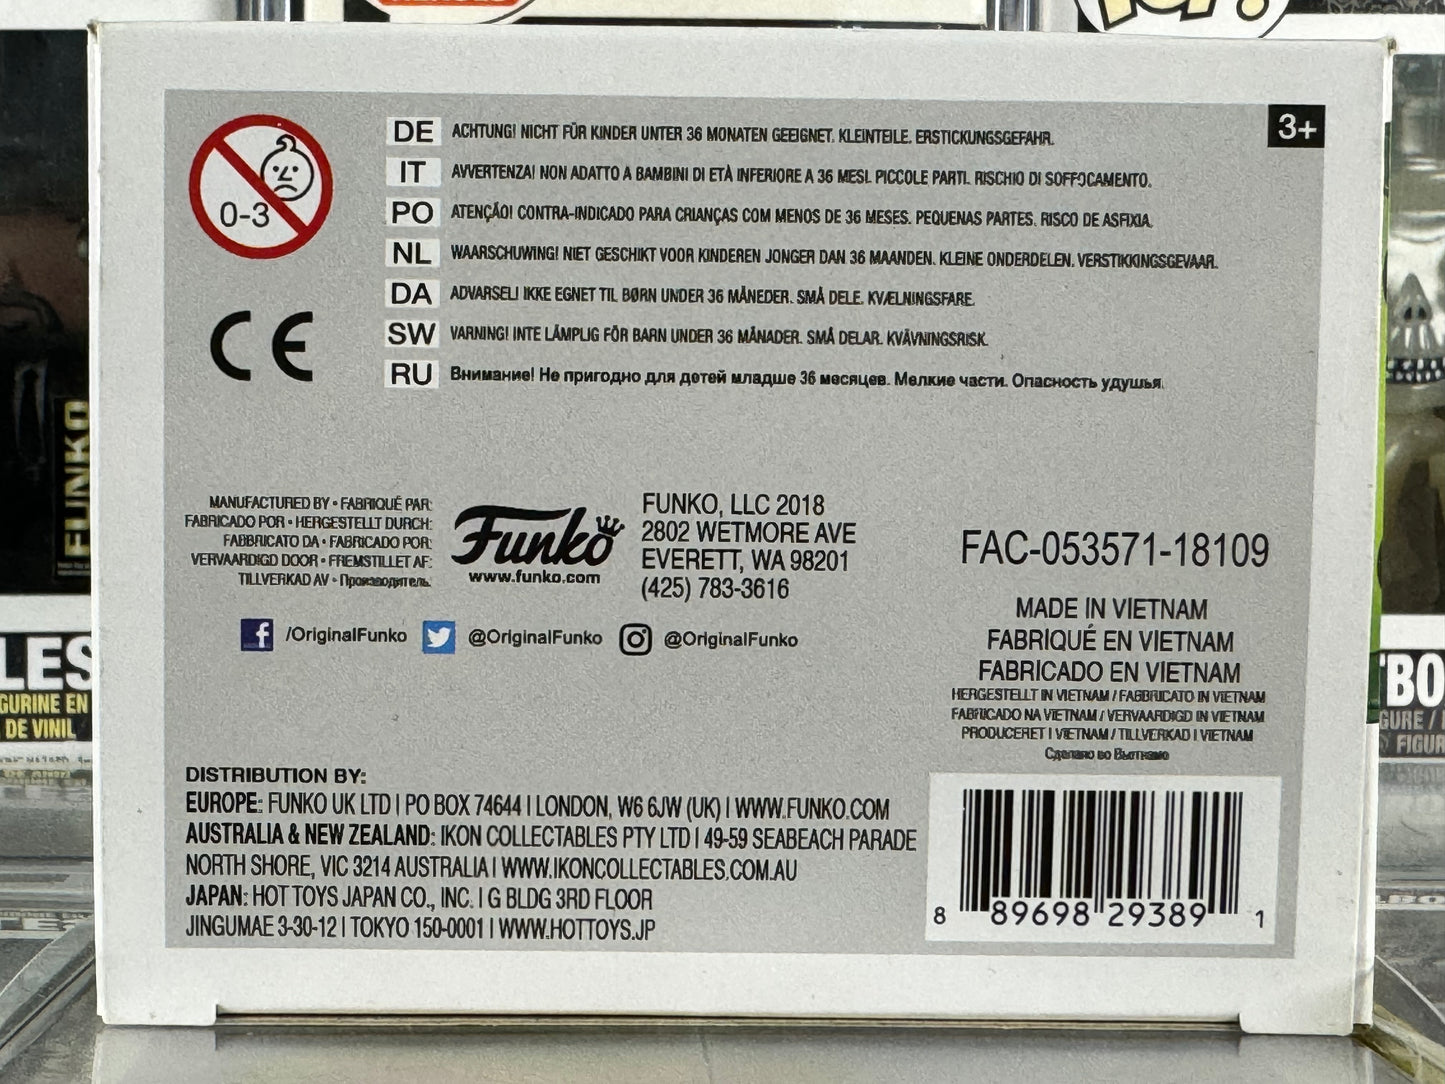 3+
0-3
CE
DE ACHTUNG! NICHT FÜR KINDER UNTER 36 MONATEN GEEIGNET. KLEINTEILE. ERSTICKUNGSGEFAHR.
IT AVVERTENZA! NON ADATTO A BAMBINI DI ETÀ INFERIORE A 36 MESI. PICCOLE PARTI. RISCHIO DI SOFFOCAMENTO.
PO ATENÇÃO! CONTRA-INDICADO PARA CRIANÇAS COM MENOS DE 36 MESES. PEQUENAS PARTES. RISCO DE ASFIXIA.
NL WAARSCHUWING! NIET GESCHIKT VOOR KINDEREN JONGER DAN 36 MAANDEN. KLEINE ONDERDELEN. VERSTIKKINGSGEVAAR.
DA ADVARSEL! IKKE EGNET TIL BØRN UNDER 36 MÅNEDER. SMÅ DELE. KVÆLNINGSFARE.
SW VARNING! INTE LÄMPLIG FÖR BARN UNDER 36 MÅNADER. SMÅ DELAR. KVÄVNINGSRISK.
RU Внимание! Не пригодно для детей младше 36 месяцев. Мелкие части. Опасность удушья.
MANUFACTURED BY • FABRIQUÉ PAR:
FABRICADO POR • HERGESTELLT DURCH:
FABBRICATO DA • FABRICADO POR:
VERVAARDIGD DOOR • FREMSTILLET AF:
TILLVERKAD AV • Производитель:
Funko
www.funko.com
FUNKO, LLC 2018
2802 WETMORE AVE
EVERETT, WA 98201
(425) 783-3616
/OriginalFunko @OriginalFunko @OriginalFunko
FAC-053571-18109
MADE IN VIETNAM
FABRIQUÉ EN VIETNAM
FABRICADO EN VIETNAM
HERGESTELLT IN VIETNAM / FABBRICATO IN VIETNAM
FABRICADO NA VIETNAM / VERVAARDIGD IN VIETNAM
PRODUCERET I VIETNAM / TILLVERKAD I VIETNAM
Сделано во Вьетнаме
DISTRIBUTION BY:
EUROPE: FUNKO UK LTD | PO BOX 74644 | LONDON, W6 6JW (UK) | WWW.FUNKO.COM
AUSTRALIA & NEW ZEALAND: IKON COLLECTABLES PTY LTD | 49-59 SEABEACH PARADE
NORTH SHORE, VIC 3214 AUSTRALIA | WWW.IKONCOLLECTABLES.COM.AU
JAPAN: HOT TOYS JAPAN CO., INC. | G BLDG 3RD FLOOR
JINGUMAE 3-30-12 | TOKYO 150-0001 | WWW.HOTTOYS.JP
8 89698 29389 1
FUNKO
GURINE EN
DE VINIL